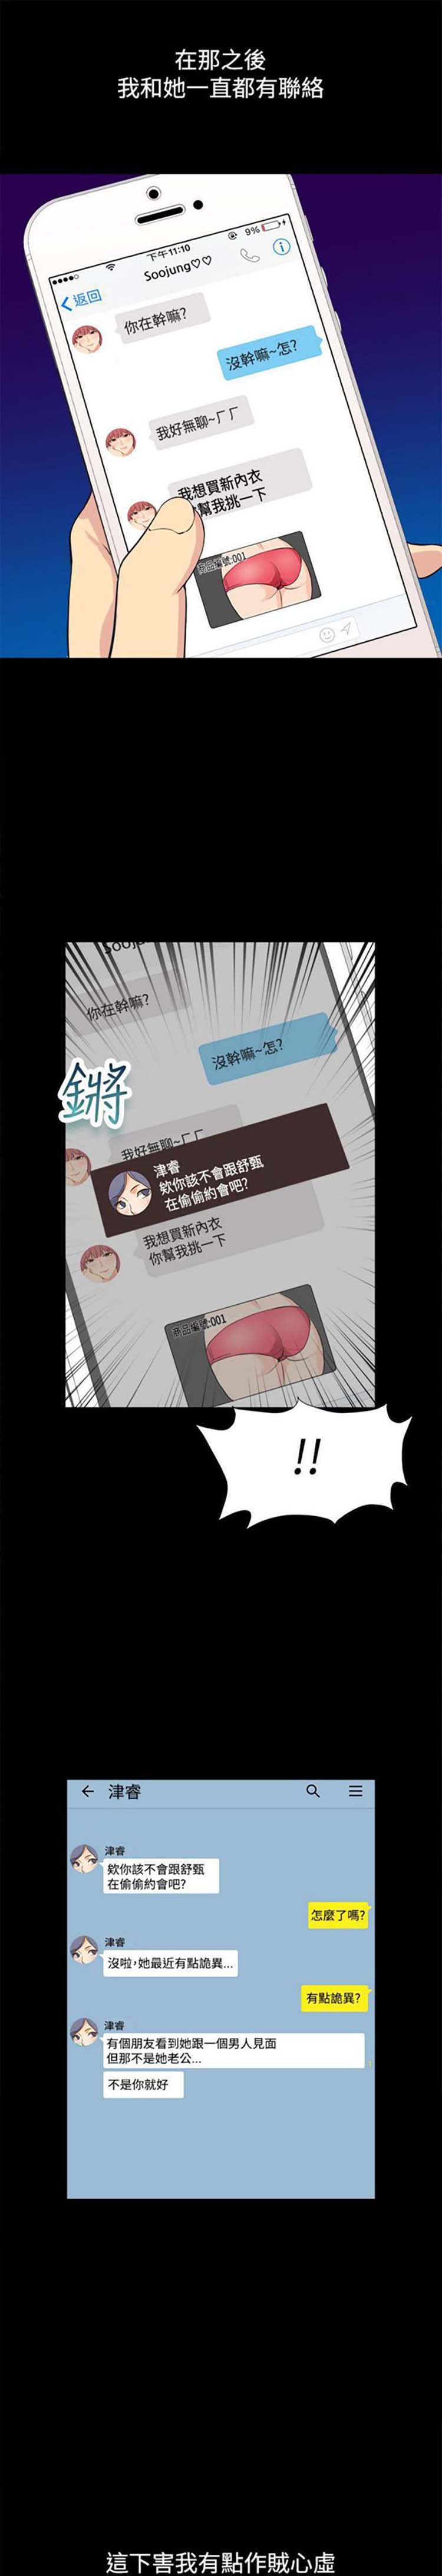 在那之後
我和她一直都有聯絡
下午11:10
9%
返回
Soojung♡♡
你在幹嘛?
沒幹嘛~怎?
我好無聊~ㄏㄏ
我想買新內衣
幫我挑一下
商品編號:001
Sooju
你在幹嘛?
沒幹嘛~怎?
鏘
我好無聊~ㄏㄏ
津睿
欸你該不會跟舒甄
在偷偷約會吧?
我想買新內衣
你幫我挑一下
商品編號:001
!!
津睿
津睿
欸你該不會跟舒甄
在偷偷約會吧?
怎麼了嗎?
津睿
沒啦,她最近有點詭異...
有點詭異?
津睿
有個朋友看到她跟一個男人見面
但那不是她老公...
不是你就好
這下害我有點作賊心虛